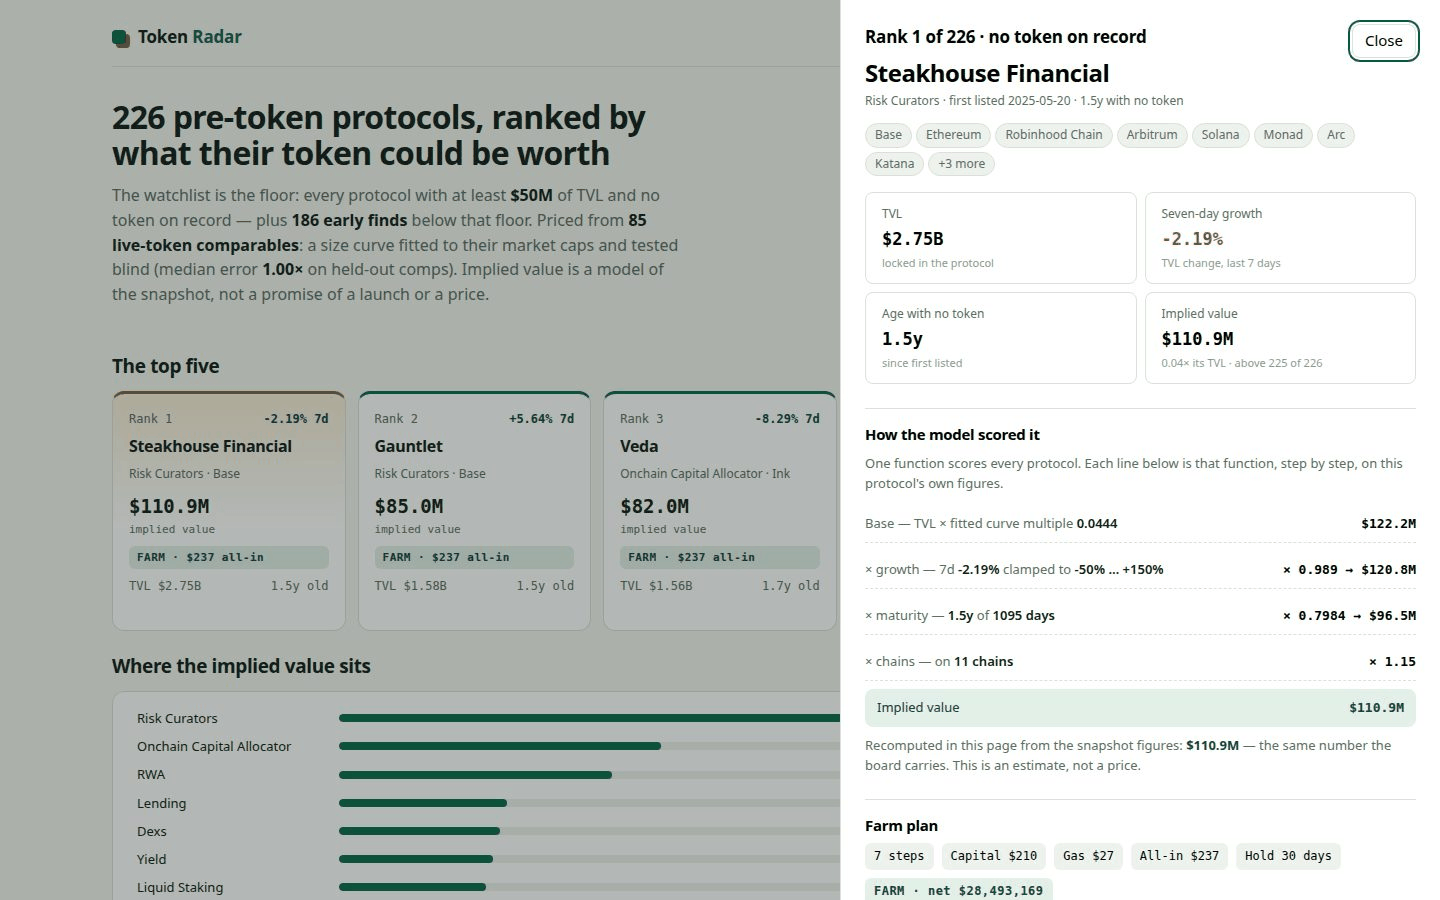 Token Radar
226 pre-token protocols, ranked by
what their token could be worth
The watchlist is the floor: every protocol with at least $50M of TVL and no
token on record — plus 186 early finds below that floor. Priced from 85
live-token comparables: a size curve fitted to their market caps and tested
blind (median error 1.00× on held-out comps). Implied value is a model of
the snapshot, not a promise of a launch or a price.
The top five
Rank 1 -2.19% 7d
Steakhouse Financial
Risk Curators · Base
$110.9M
implied value
FARM · $237 all-in
TVL $2.75B 1.5y old
Rank 2 +5.64% 7d
Gauntlet
Risk Curators · Base
$85.0M
implied value
FARM · $237 all-in
TVL $1.58B 1.5y old
Rank 3 -8.29% 7d
Veda
Onchain Capital Allocator · Ink
$82.0M
implied value
FARM · $237 all-in
TVL $1.56B 1.7y old
Where the implied value sits
Risk Curators
Onchain Capital Allocator
RWA
Lending
Dexs
Yield
Liquid Staking
Rank 1 of 226 · no token on record
Close
Steakhouse Financial
Risk Curators · first listed 2025-05-20 · 1.5y with no token
Base Ethereum Robinhood Chain Arbitrum Solana Monad Arc
Katana +3 more
TVL
$2.75B
locked in the protocol
Seven-day growth
-2.19%
TVL change, last 7 days
Age with no token
1.5y
since first listed
Implied value
$110.9M
0.04× its TVL · above 225 of 226
How the model scored it
One function scores every protocol. Each line below is that function, step by step, on this
protocol's own figures.
Base — TVL × fitted curve multiple 0.0444 $122.2M
× growth — 7d -2.19% clamped to -50% … +150% × 0.989 → $120.8M
× maturity — 1.5y of 1095 days × 0.7984 → $96.5M
× chains — on 11 chains × 1.15
Implied value $110.9M
Recomputed in this page from the snapshot figures: $110.9M — the same number the
board carries. This is an estimate, not a price.
Farm plan
7 steps Capital $210 Gas $27 All-in $237 Hold 30 days
FARM · net $28,493,169